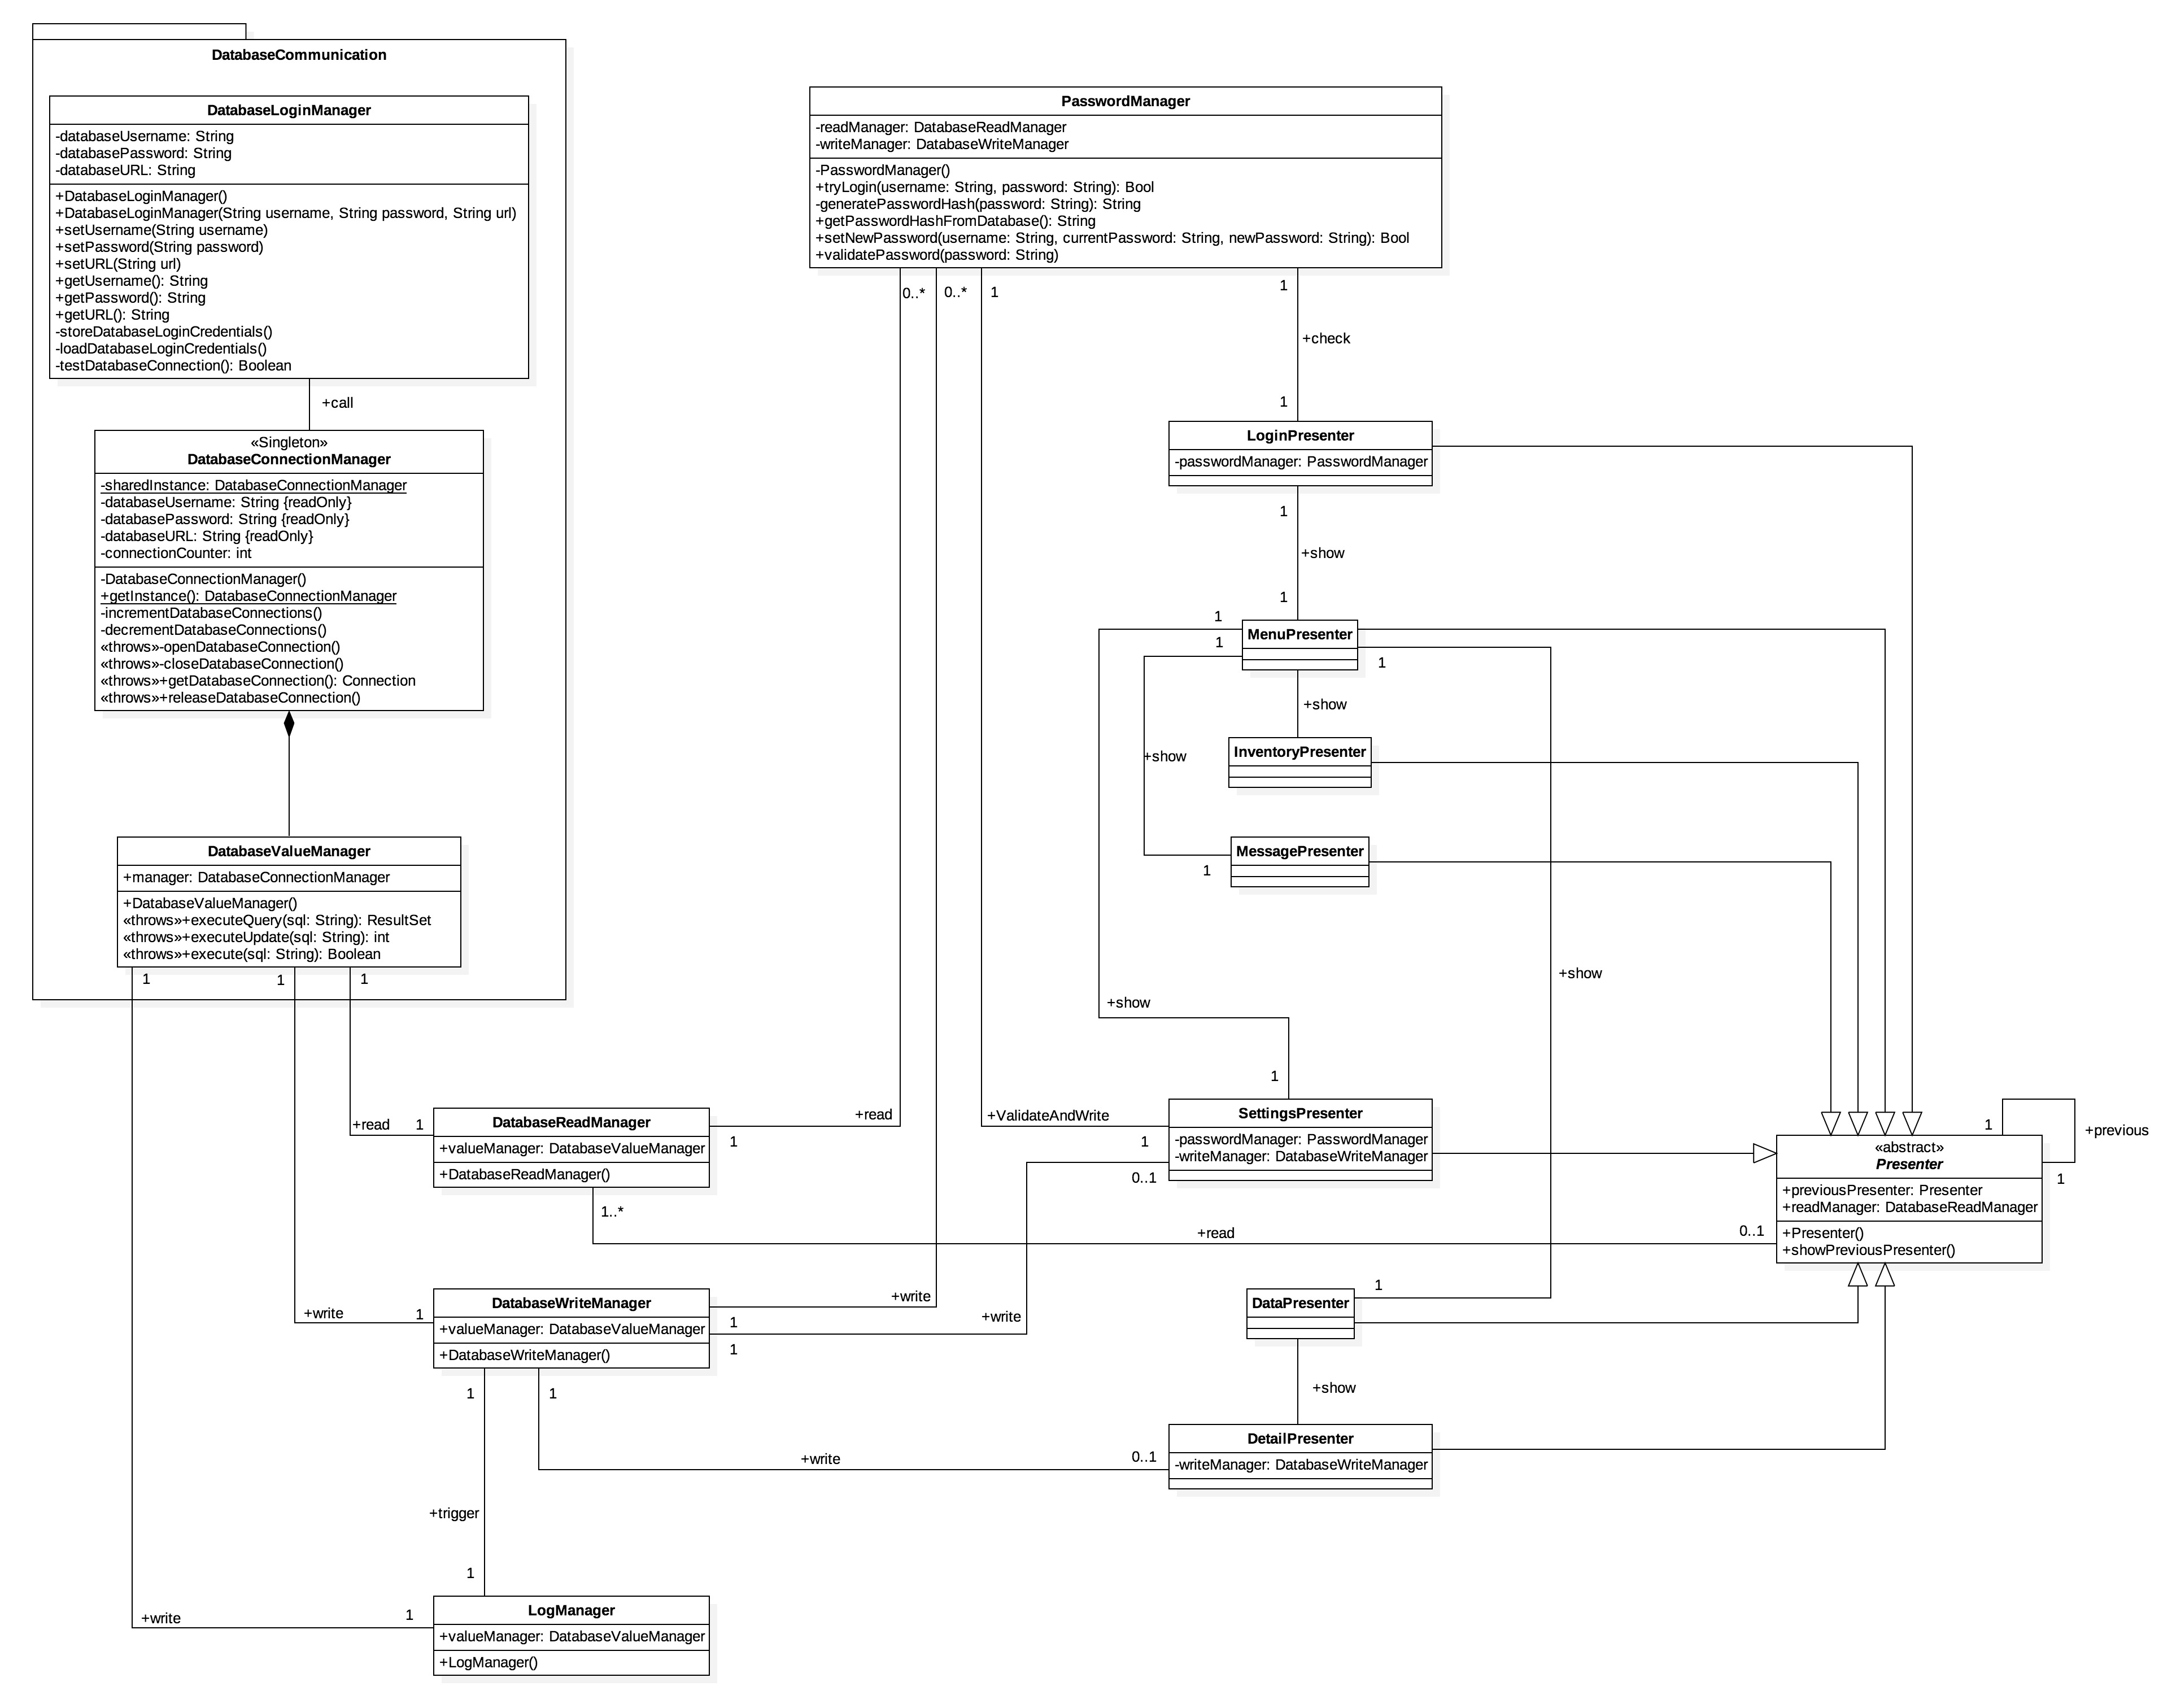 DatabaseCommunication
DatabaseLoginManager
-databaseUsername: String
-databasePassword: String
-databaseURL: String
+DatabaseLoginManager()
+DatabaseLoginManager(String username, String password, String url)
+setUsername(String username)
+setPassword(String password)
+setURL(String url)
+getUsername(): String
+getPassword(): String
+getURL(): String
-storeDatabaseLoginCredentials()
-loadDatabaseLoginCredentials()
-testDatabaseConnection(): Boolean
+call
«Singleton»
DatabaseConnectionManager
-sharedInstance: DatabaseConnectionManager
-databaseUsername: String {readOnly}
-databasePassword: String {readOnly}
-databaseURL: String {readOnly}
-connectionCounter: int
-DatabaseConnectionManager()
+getInstance(): DatabaseConnectionManager
-incrementDatabaseConnections()
-decrementDatabaseConnections()
«throws»-openDatabaseConnection()
«throws»-closeDatabaseConnection()
«throws»+getDatabaseConnection(): Connection
«throws»+releaseDatabaseConnection()
DatabaseValueManager
+manager: DatabaseConnectionManager
+DatabaseValueManager()
«throws»+executeQuery(sql: String): ResultSet
«throws»+executeUpdate(sql: String): int
«throws»+execute(sql: String): Boolean
1
1
1
PasswordManager
-readManager: DatabaseReadManager
-writeManager: DatabaseWriteManager
-PasswordManager()
+tryLogin(username: String, password: String): Bool
-generatePasswordHash(password: String): String
+getPasswordHashFromDatabase(): String
+setNewPassword(username: String, currentPassword: String, newPassword: String): Bool
+validatePassword(password: String)
0..*
0..*
1
1
+check
1
LoginPresenter
-passwordManager: PasswordManager
1
+show
1
1
1
MenuPresenter
1
+show
InventoryPresenter
+show
MessagePresenter
1
+show
+show
1
+read
1
DatabaseReadManager
+valueManager: DatabaseValueManager
+DatabaseReadManager()
+read
1
1..*
+ValidateAndWrite
1
0..1
SettingsPresenter
-passwordManager: PasswordManager
-writeManager: DatabaseWriteManager
+read
0..1
«abstract»
Presenter
+previousPresenter: Presenter
+readManager: DatabaseReadManager
+Presenter()
+showPreviousPresenter()
1
+previous
1
+write
1
DatabaseWriteManager
+valueManager: DatabaseValueManager
+DatabaseWriteManager()
+write
1
+write
1
1
1
DataPresenter
1
+show
+write
0..1
DetailPresenter
-writeManager: DatabaseWriteManager
+trigger
1
+write
1
LogManager
+valueManager: DatabaseValueManager
+LogManager()